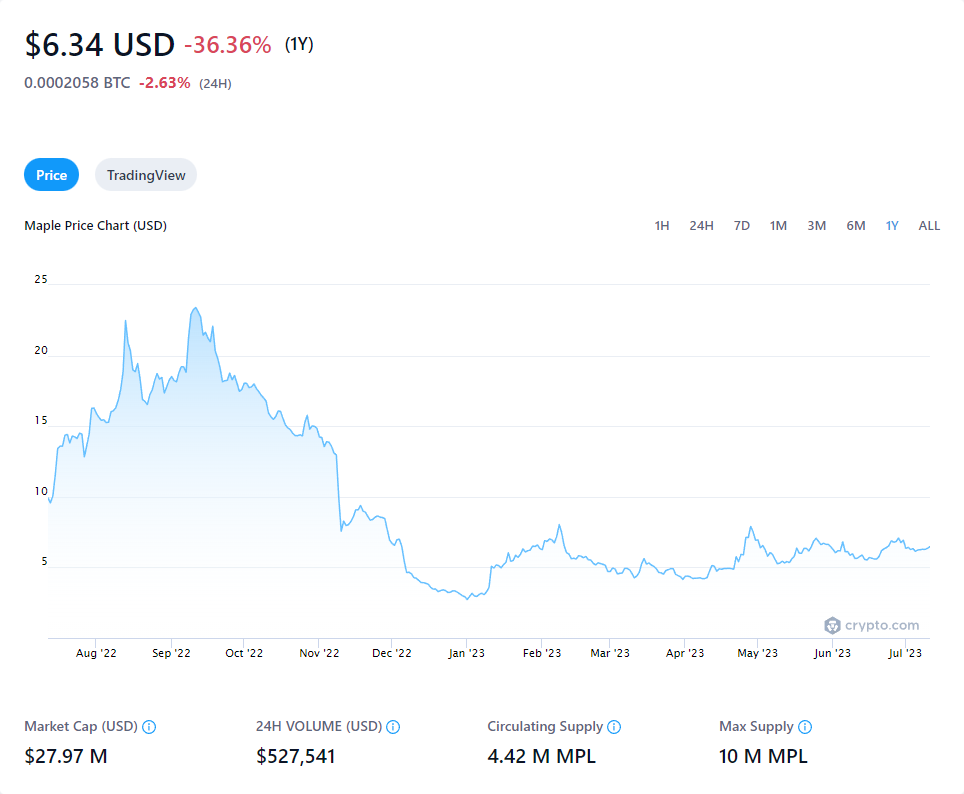 $6.34 USD -36.36% (1Y)
0.0002058 BTC -2.63% (24H)
Price TradingView
Maple Price Chart (USD) 1H 24H 7D 1M 3M 6M 1Y ALL
25
20
15
10
5
crypto.com
Aug '22 Sep '22 Oct '22 Nov '22 Dec '22 Jan '23 Feb '23 Mar '23 Apr '23 May '23 Jun '23 Jul '23
Market Cap (USD) 24H VOLUME (USD) Circulating Supply Max Supply
$27.97 M $527,541 4.42 M MPL 10 M MPL